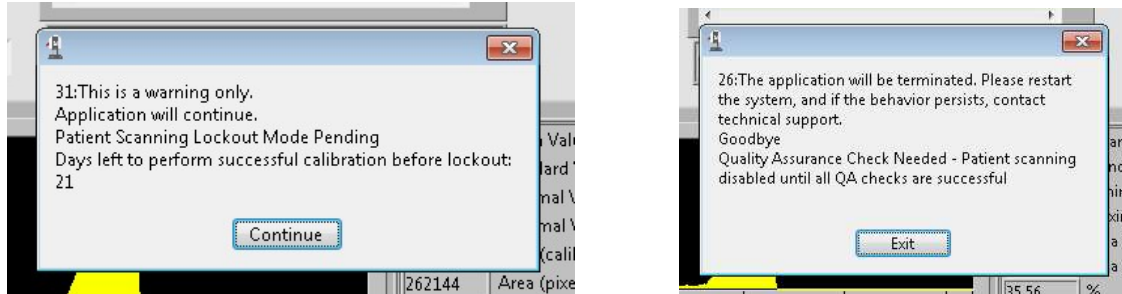 31:This is a warning only.
Application will continue.
Patient Scanning Lockout Mode Pending
Days left to perform successful calibration before lockout:
21
Continue
262144
Area (pixe
26:The application will be terminated. Please restart
the system, and if the behavior persists, contact
technical support.
Goodbye
Quality Assurance Check Needed - Patient scanning
disabled until all QA checks are successful
Exit
35.56
%